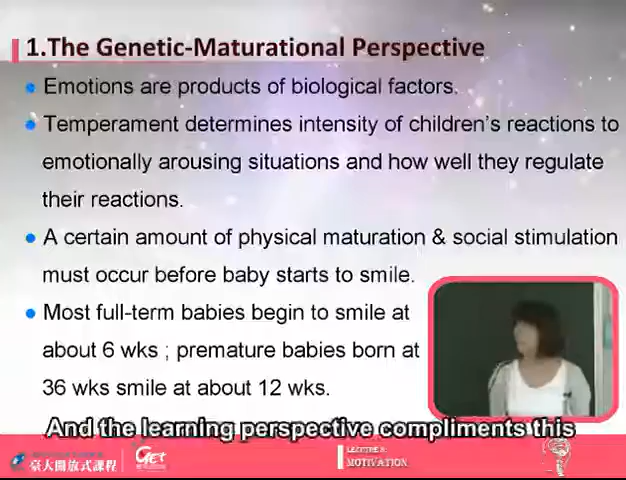 1.The Genetic-Maturational Perspective
Emotions are products of biological factors.
Temperament determines intensity of children's reactions to
emotionally arousing situations and how well they regulate
their reactions.
A certain amount of physical maturation & social stimulation
must occur before baby starts to smile.
Most full-term babies begin to smile at
about 6 wks ; premature babies born at
36 wks smile at about 12 wks.
And the learning perspective compliments this
臺大開放式課程
GET
LECTURE 8:
MOTIVATION